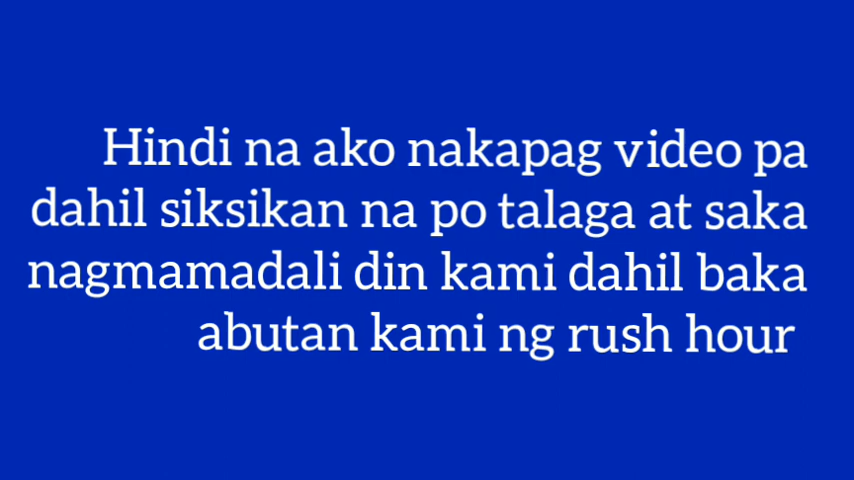 Hindi na ako nakapag video pa
dahil siksikan na po talaga at saka
nagmamadali din kami dahil baka
abutan kami ng rush hour